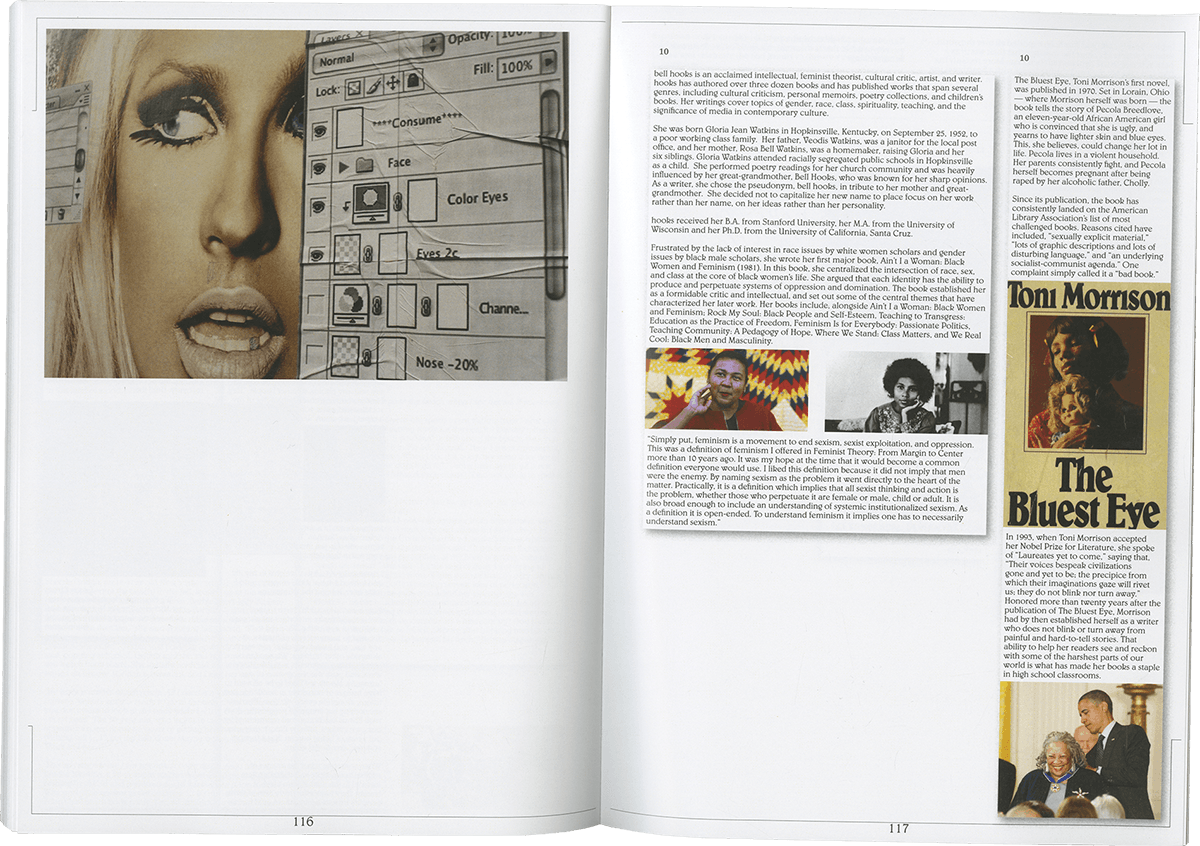 Layers ×
Opacity: 100%
Normal
Fill: 100%
Lock:
****Consume****
Face
Color Eyes
Eyes 2c
Channe...
Nose -20%
116
10
bell hooks is an acclaimed intellectual, feminist theorist, cultural critic, artist, and writer.
hooks has authored over three dozen books and has published works that span several
genres, including cultural criticism, personal memoirs, poetry collections, and children's
books. Her writings cover topics of gender, race, class, spirituality, teaching, and the
significance of media in contemporary culture.
She was born Gloria Jean Watkins in Hopkinsville, Kentucky, on September 25, 1952, to
a poor working class family. Her father, Veodis Watkins, was a janitor for the local post
office, and her mother, Rosa Bell Watkins, was a homemaker, raising Gloria and her
six siblings. Gloria Watkins attended racially segregated public schools in Hopkinsville
as a child. She performed poetry readings for her church community and was heavily
influenced by her great-grandmother, Bell Hooks, who was known for her sharp opinions.
As a writer, she chose the pseudonym, bell hooks, in tribute to her mother and great-
grandmother. She decided not to capitalize her new name to place focus on her work
rather than her name, on her ideas rather than her personality.
hooks received her B.A. from Stanford University, her M.A. from the University of
Wisconsin and her Ph.D. from the University of California, Santa Cruz.
Frustrated by the lack of interest in race issues by white women scholars and gender
issues by black male scholars, she wrote her first major book, Ain't I a Woman: Black
Women and Feminism (1981). In this book, she centralized the intersection of race, sex,
and class at the core of black women's life. She argued that each identity has the ability to
produce and perpetuate systems of oppression and domination. The book established her
as a formidable critic and intellectual, and set out some of the central themes that have
characterized her later work. Her books include, alongside Ain't I a Woman: Black Women
and Feminism; Rock My Soul: Black People and Self-Esteem, Teaching to Transgress:
Education as the Practice of Freedom, Feminism Is for Everybody: Passionate Politics,
Teaching Community: A Pedagogy of Hope, Where We Stand: Class Matters, and We Real
Cool: Black Men and Masculinity.
"Simply put, feminism is a movement to end sexism, sexist exploitation, and oppression.
This was a definition of feminism I offered in Feminist Theory: From Margin to Center
more than 10 years ago. It was my hope at the time that it would become a common
definition everyone would use. I liked this definition because it did not imply that men
were the enemy. By naming sexism as the problem it went directly to the heart of the
matter. Practically, it is a definition which implies that all sexist thinking and action is
the problem, whether those who perpetuate it are female or male, child or adult. It is
also broad enough to include an understanding of systemic institutionalized sexism. As
a definition it is open-ended. To understand feminism it implies one has to necessarily
understand sexism."
10
The Bluest Eye, Toni Morrison's first novel,
was published in 1970. Set in Lorain, Ohio
— where Morrison herself was born — the
book tells the story of Pecola Breedlove,
an eleven-year-old African American girl
who is convinced that she is ugly, and
yearns to have lighter skin and blue eyes.
This, she believes, could change her lot in
life. Pecola lives in a violent household.
Her parents consistently fight, and Pecola
herself becomes pregnant after being
raped by her alcoholic father, Cholly.
Since its publication, the book has
consistently landed on the American
Library Association's list of most
challenged books. Reasons cited have
included, "sexually explicit material,"
"lots of graphic descriptions and lots of
disturbing language," and "an underlying
socialist-communist agenda." One
complaint simply called it a "bad book."
Toni Morrison
The
Bluest Eye
In 1993, when Toni Morrison accepted
her Nobel Prize for Literature, she spoke
of "Laureates yet to come," saying that,
"Their voices bespeak civilizations
gone and yet to be; the precipice from
which their imaginations gaze will rivet
us; they do not blink nor turn away."
Honored more than twenty years after the
publication of The Bluest Eye, Morrison
had by then established herself as a writer
who does not blink or turn away from
painful and hard-to-tell stories. That
ability to help her readers see and reckon
with some of the harshest parts of our
world is what has made her books a staple
in high school classrooms.
117